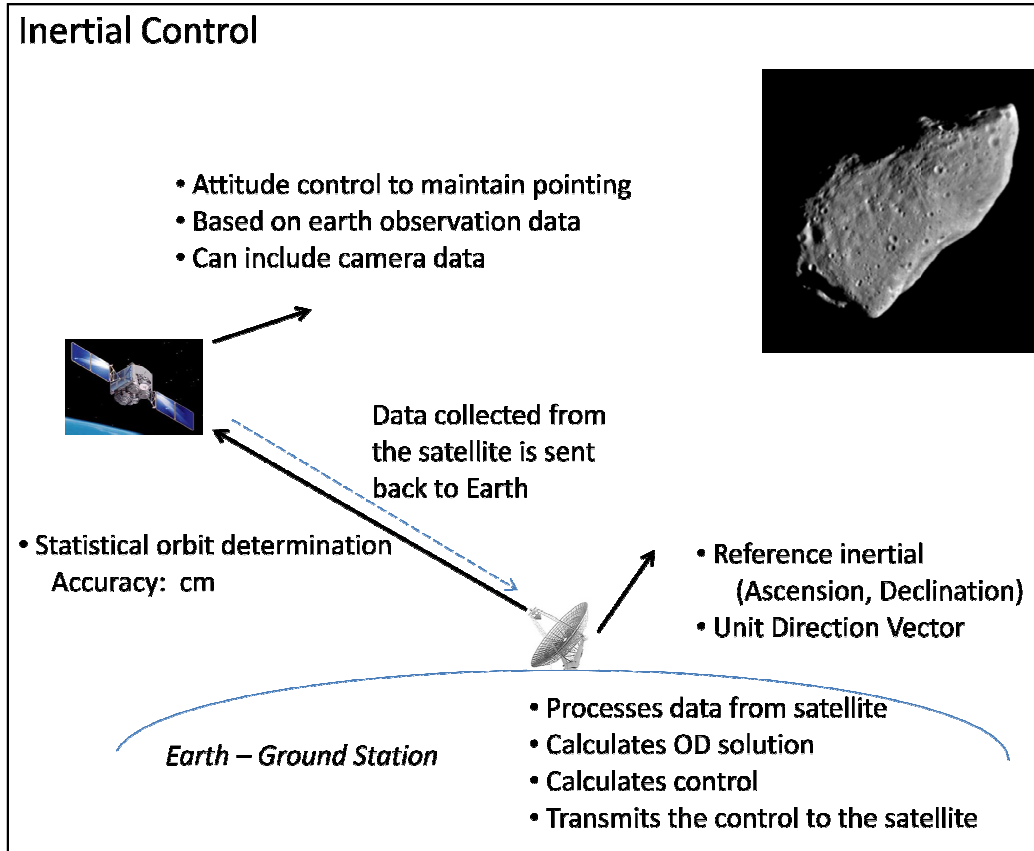 Inertial Control
• Attitude control to maintain pointing
• Based on earth observation data
• Can include camera data
Data collected from
the satellite is sent
back to Earth
• Statistical orbit determination
Accuracy: cm
• Reference inertial
(Ascension, Declination)
• Unit Direction Vector
Earth – Ground Station
• Processes data from satellite
• Calculates OD solution
• Calculates control
• Transmits the control to the satellite